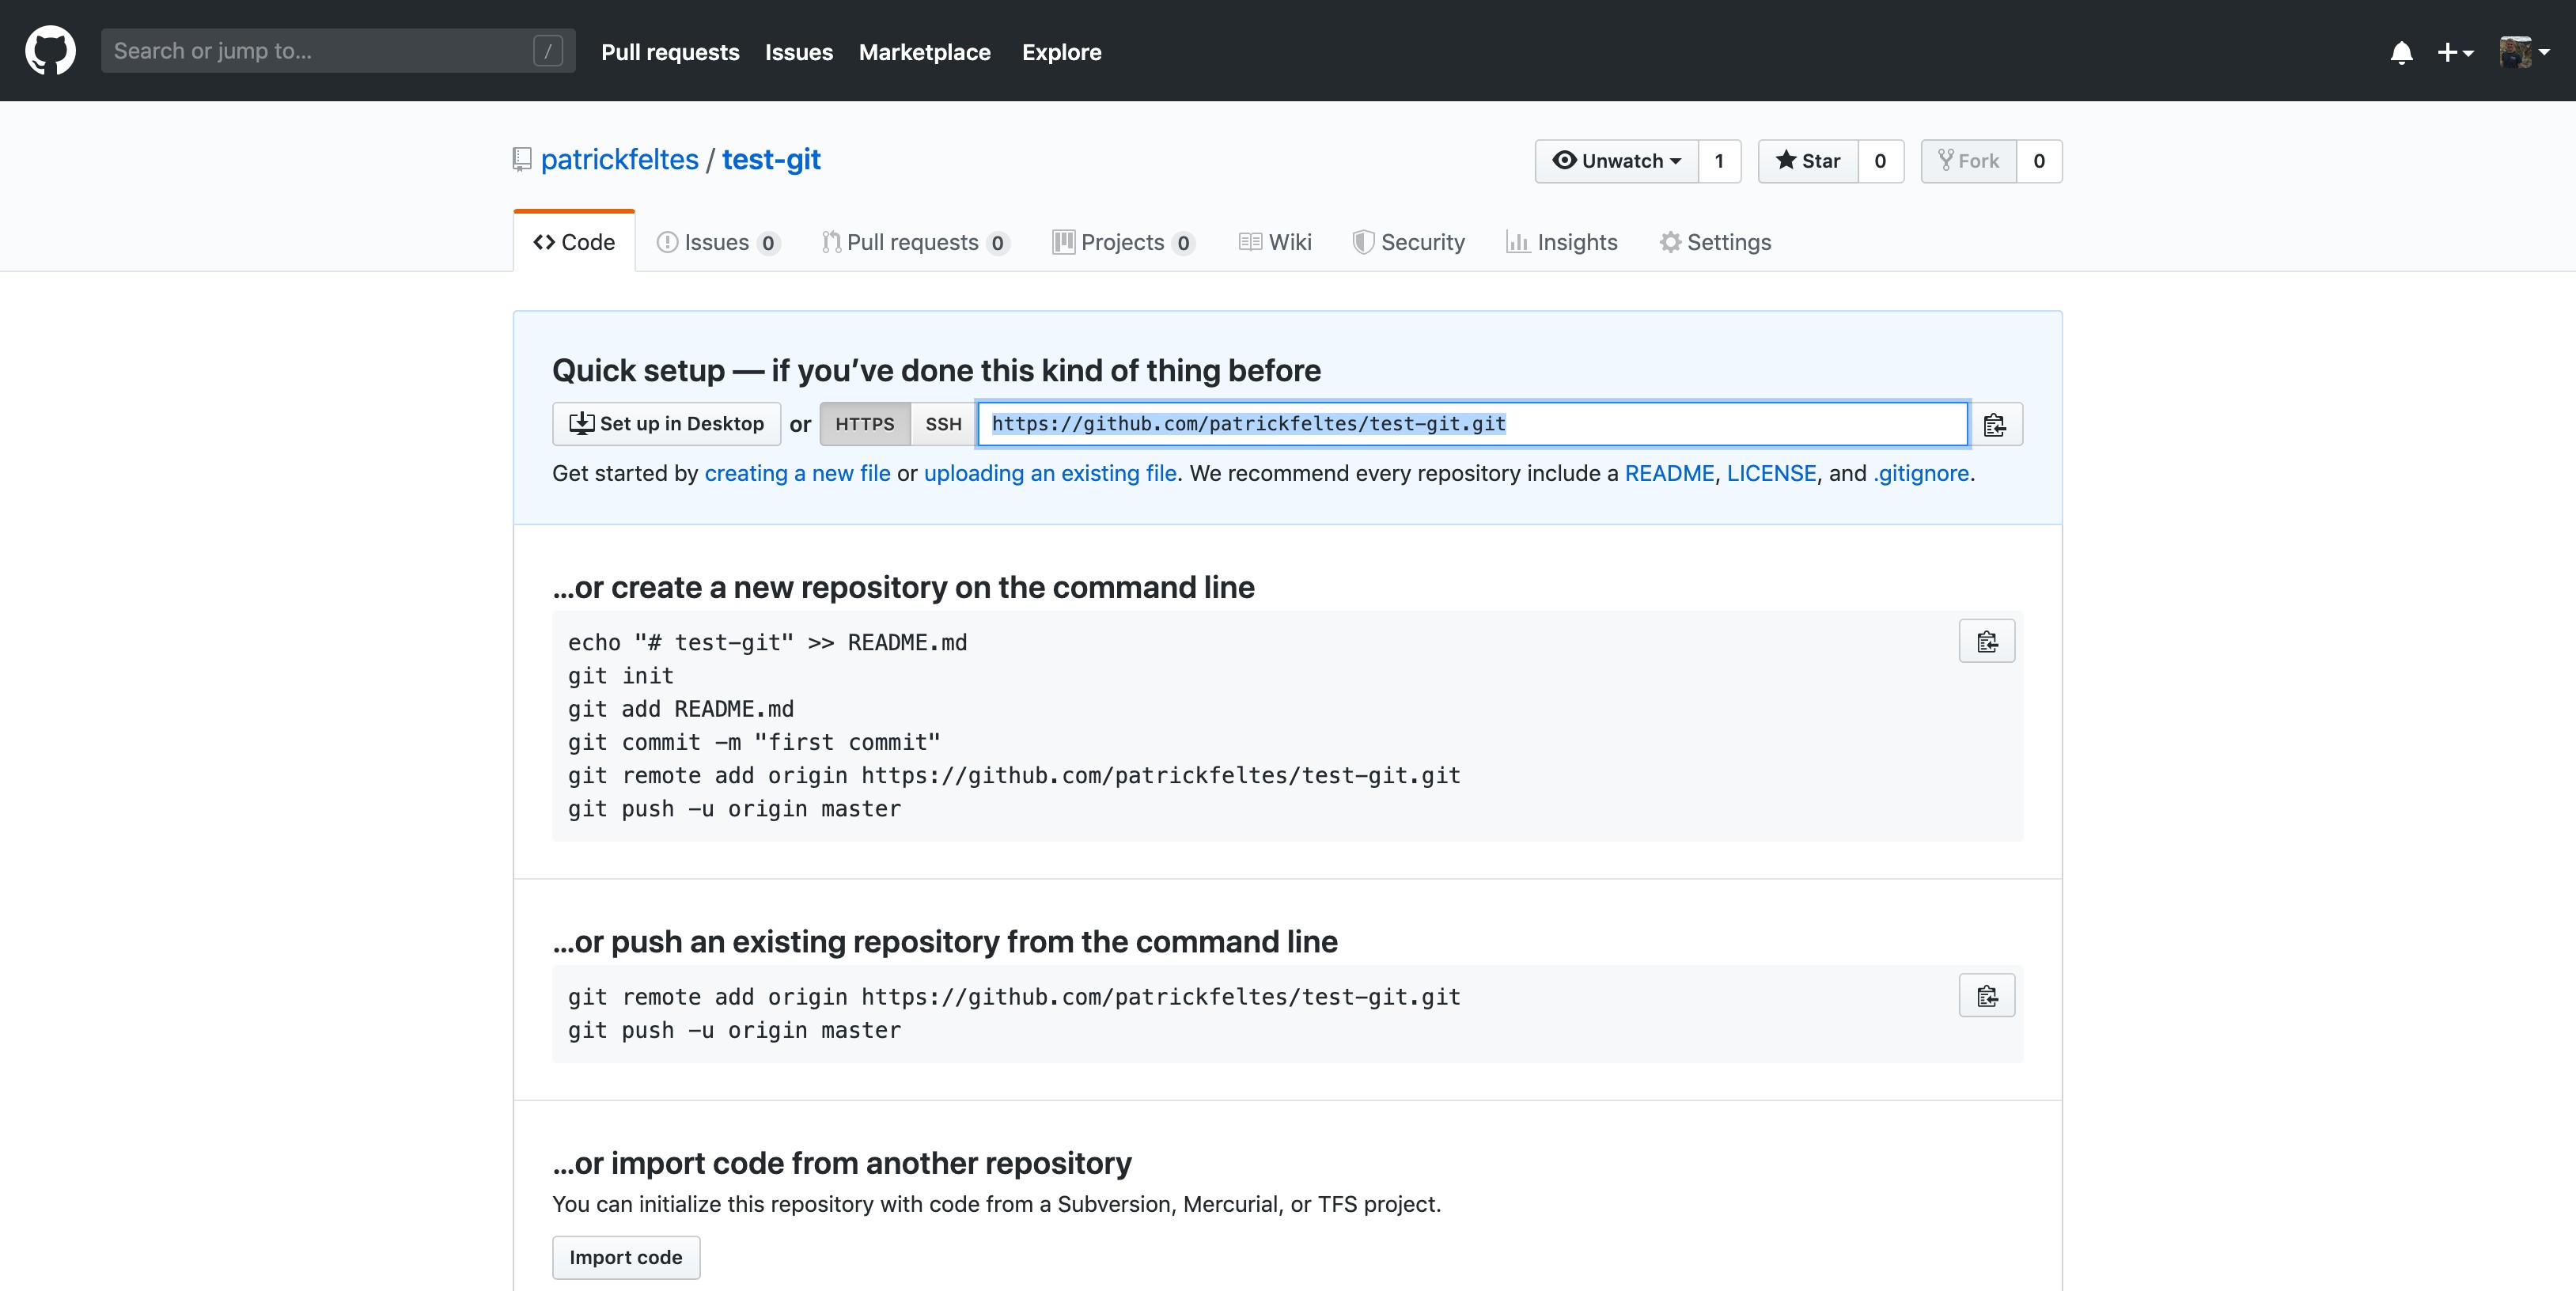 Search or jump to... / Pull requests Issues Marketplace Explore
patrickfeltes / test-git Unwatch 1 Star 0 Fork 0
Code Issues 0 Pull requests 0 Projects 0 Wiki Security Insights Settings
Quick setup — if you’ve done this kind of thing before
Set up in Desktop or HTTPS SSH https://github.com/patrickfeltes/test-git.git
Get started by creating a new file or uploading an existing file. We recommend every repository include a README, LICENSE, and .gitignore.
…or create a new repository on the command line
echo "# test-git" >> README.md
git init
git add README.md
git commit -m "first commit"
git remote add origin https://github.com/patrickfeltes/test-git.git
git push -u origin master
…or push an existing repository from the command line
git remote add origin https://github.com/patrickfeltes/test-git.git
git push -u origin master
…or import code from another repository
You can initialize this repository with code from a Subversion, Mercurial, or TFS project.
Import code